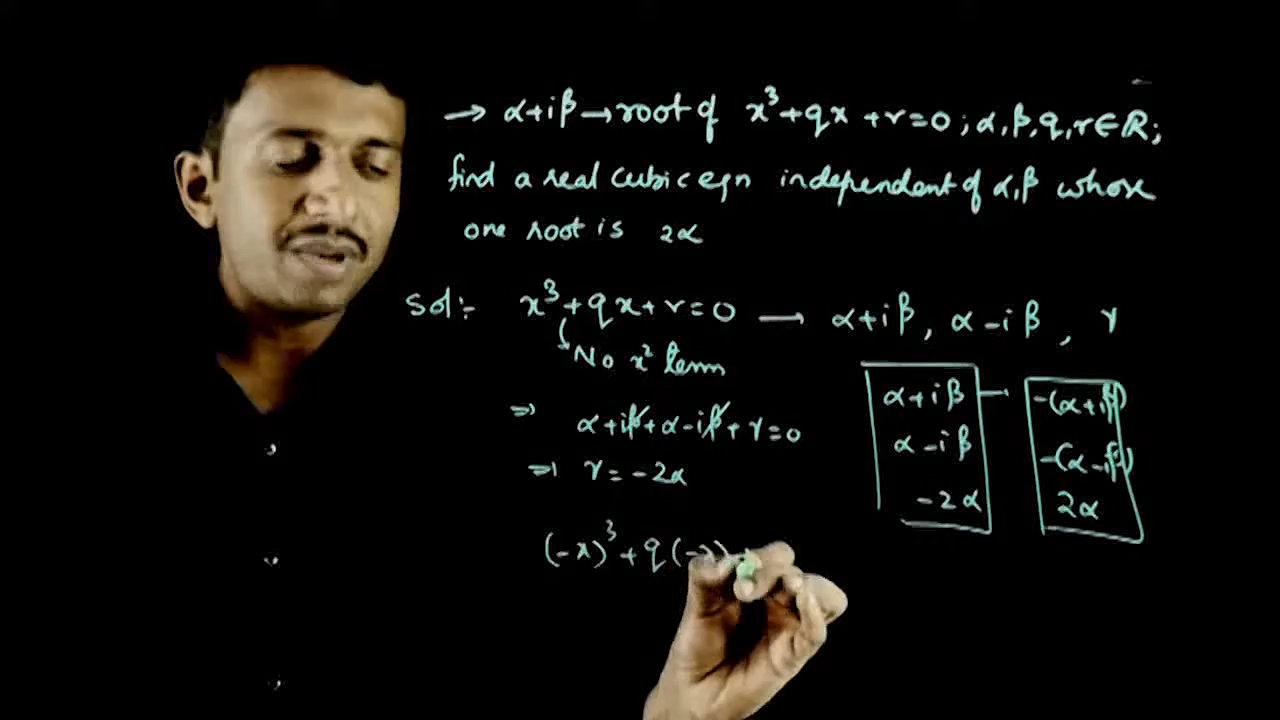 → α+iβ → root of x³+qx+r=0 ; α, β, q, r ∈ ℝ;
find a real cubic eqn independent of α, β whose
one root is 2α
Sol:- x³+qx+r=0 → α+iβ, α-iβ, γ
No x² term
⇒ α+iβ+α-iβ+γ=0
⇒ γ=-2α
α+iβ → -(α+iβ)
α-iβ -(α-iβ)
-2α 2α
(-x)³+q(-x)+